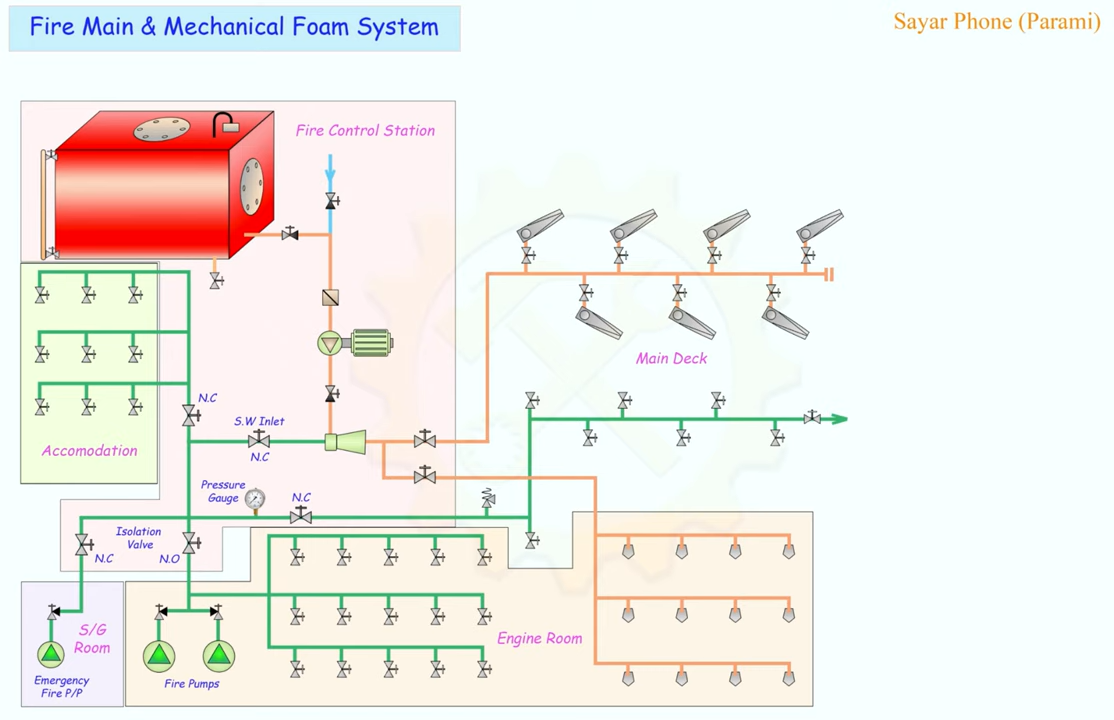 Fire Main & Mechanical Foam System
Sayar Phone (Parami)
Fire Control Station
Main Deck
N.C
S.W Inlet
N.C
Accomodation
Pressure
Gauge
N.C
Isolation
Valve
N.C
N.O
S/G
Room
Engine Room
Emergency
Fire P/P
Fire Pumps